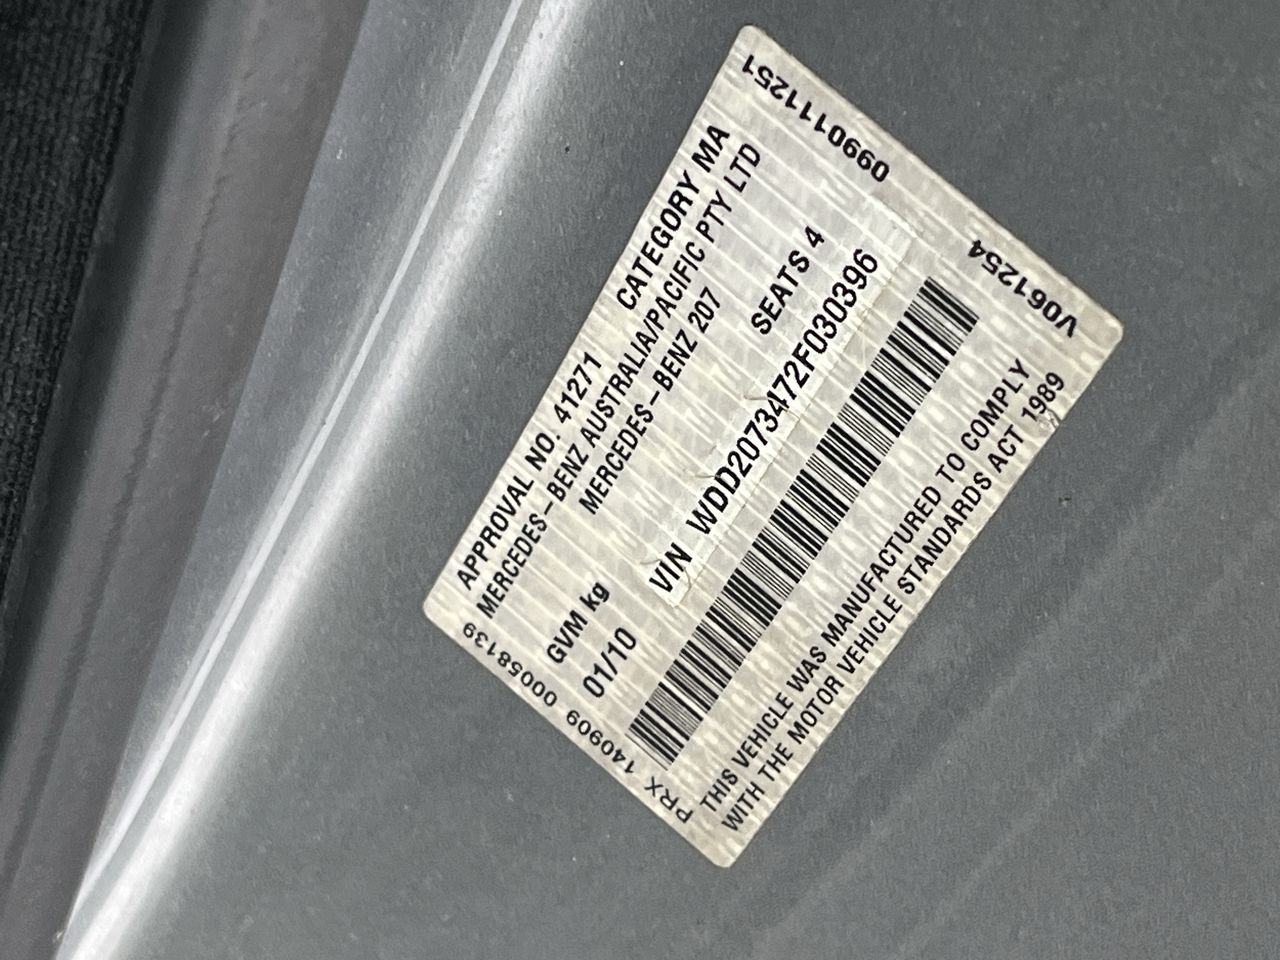 APPROVAL NO. 41271 CATEGORY MA
MERCEDES-BENZ AUSTRALIA/PACIFIC PTY LTD
MERCEDES-BENZ 207
GVM kg SEATS 4
01/10
VIN WDD2073472F030396
THIS VEHICLE WAS MANUFACTURED TO COMPLY
WITH THE MOTOR VEHICLE STANDARDS ACT 1989
PRX 140909 00058139
V061254 0990111251